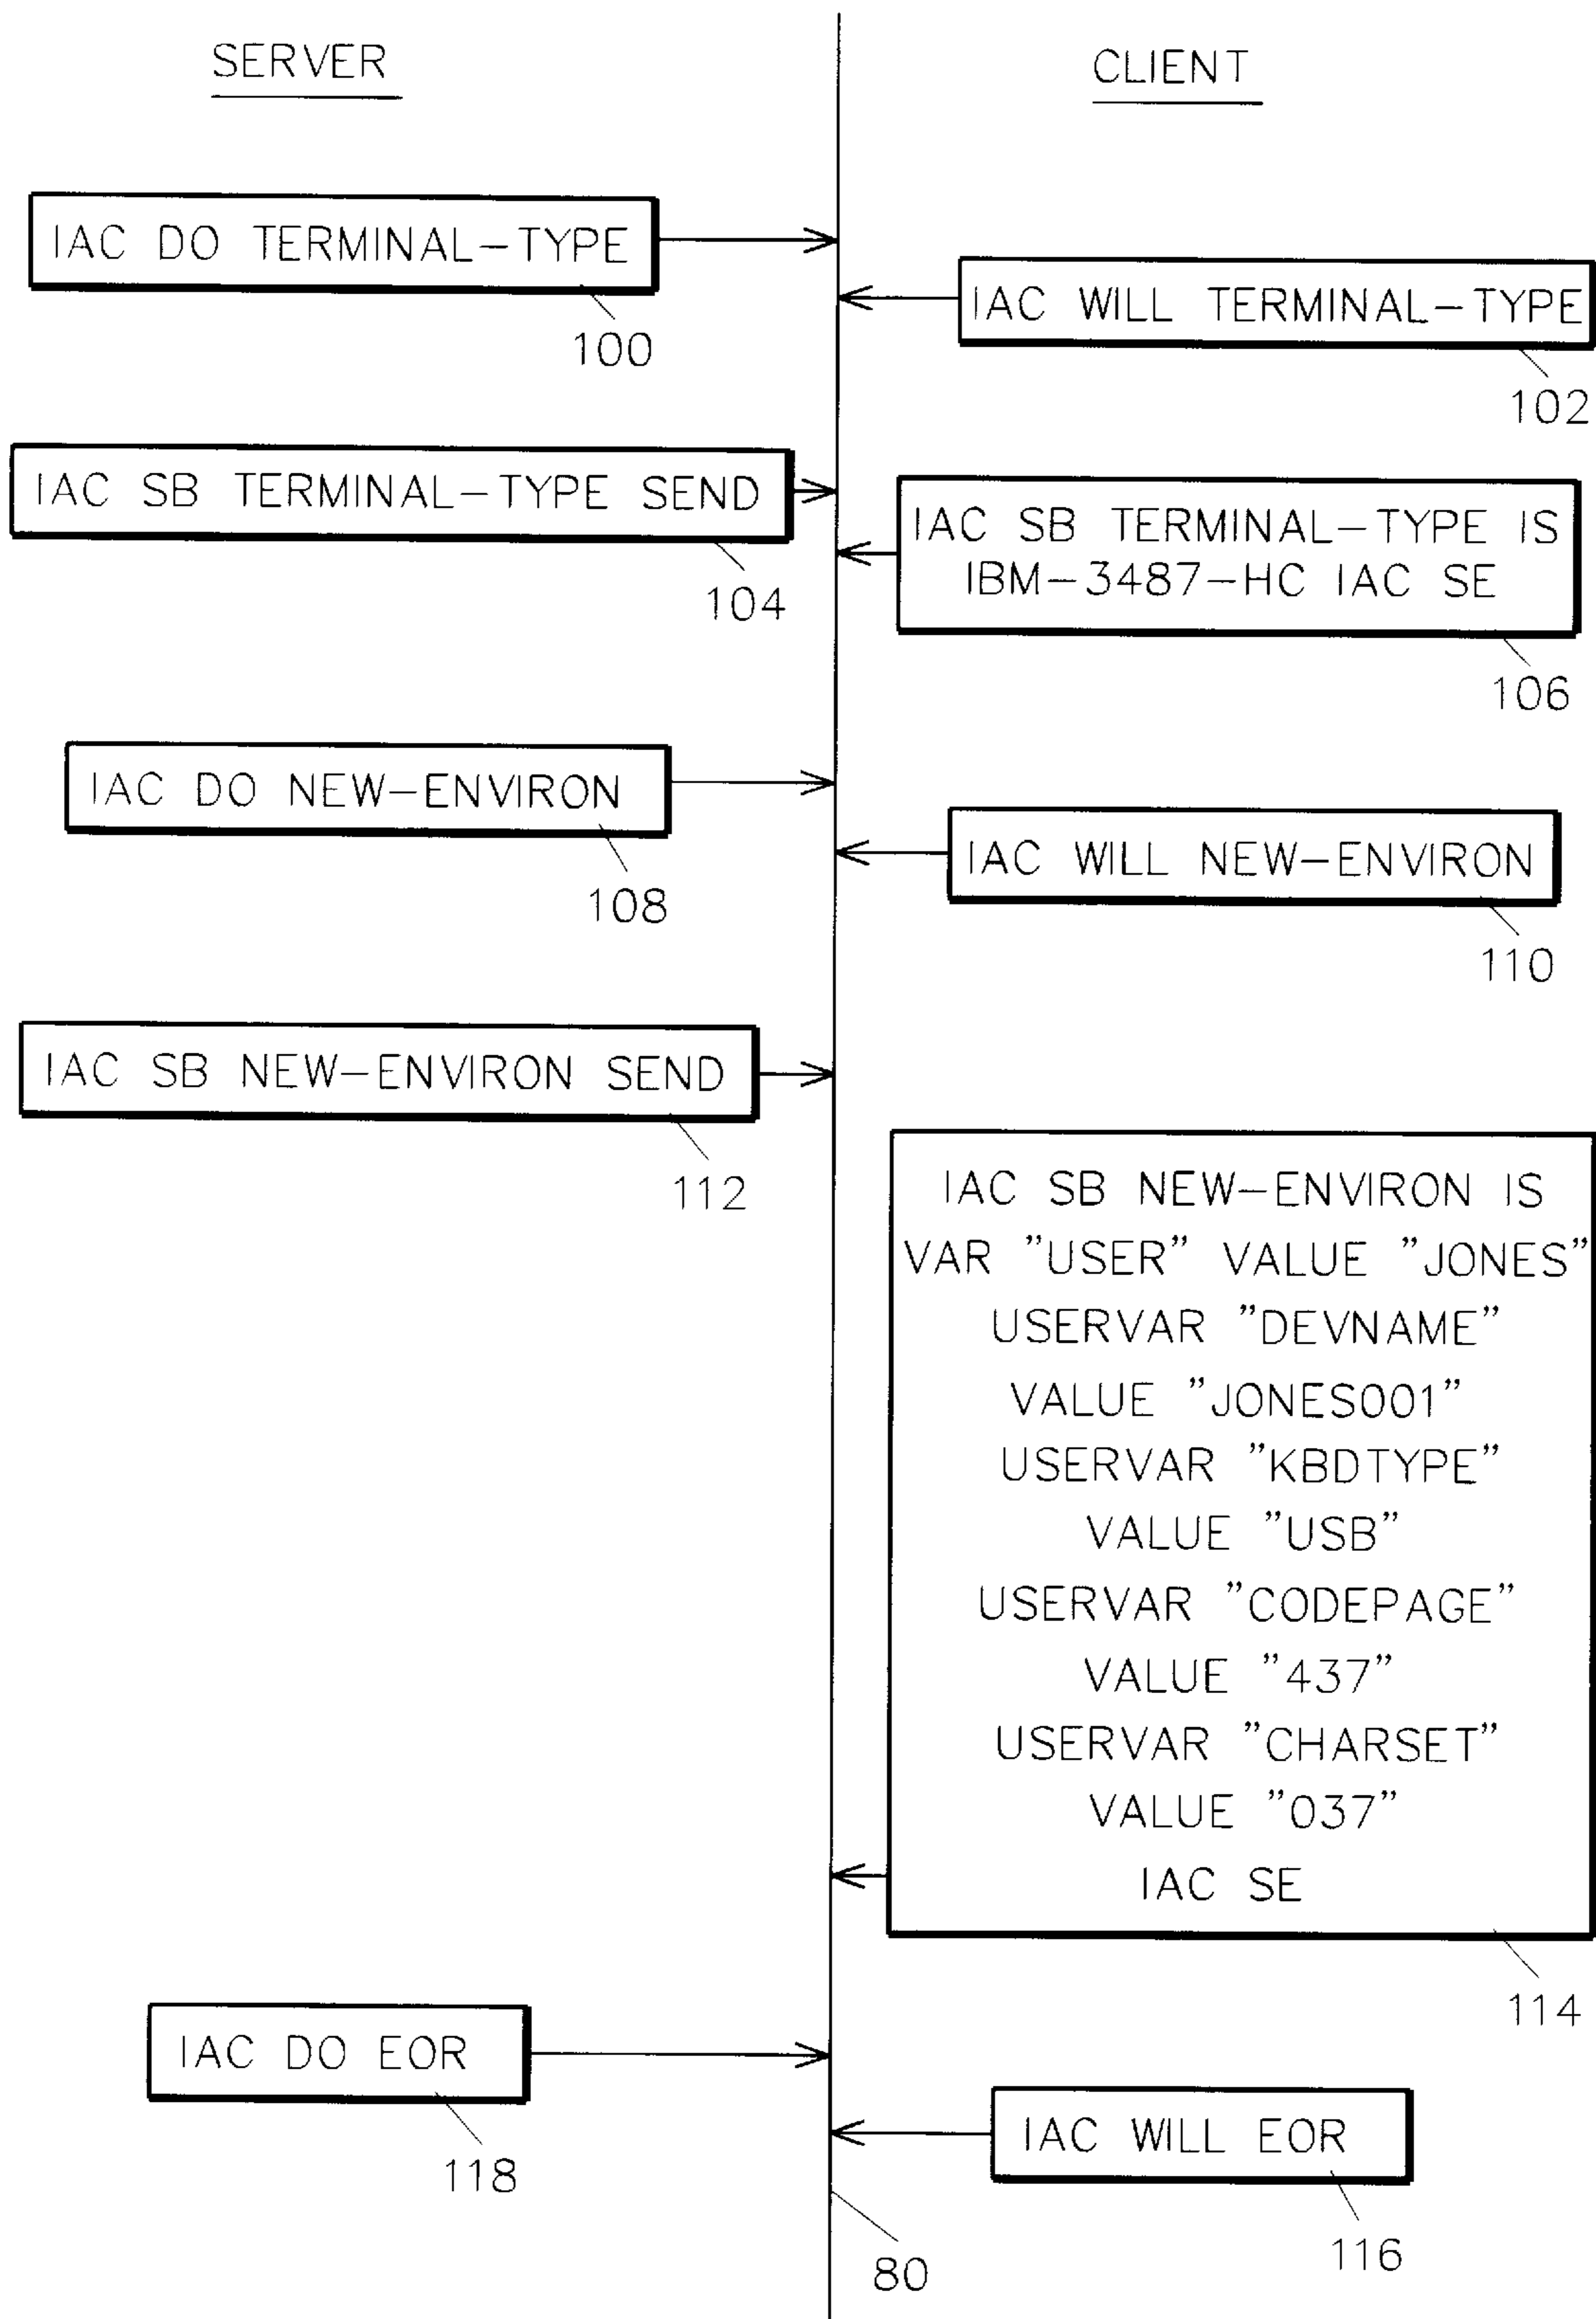 SERVER
CLIENT
IAC DO TERMINAL-TYPE
100
IAC WILL TERMINAL-TYPE
102
IAC SB TERMINAL-TYPE SEND
104
IAC SB TERMINAL-TYPE IS
IBM-3487-HC IAC SE
106
IAC DO NEW-ENVIRON
108
IAC WILL NEW-ENVIRON
110
IAC SB NEW-ENVIRON SEND
112
IAC SB NEW-ENVIRON IS
VAR "USER" VALUE "JONES"
USERVAR "DEVNAME"
VALUE "JONES001"
USERVAR "KBDTYPE"
VALUE "USB"
USERVAR "CODEPAGE"
VALUE "437"
USERVAR "CHARSET"
VALUE "037"
IAC SE
114
IAC DO EOR
118
IAC WILL EOR
116
80